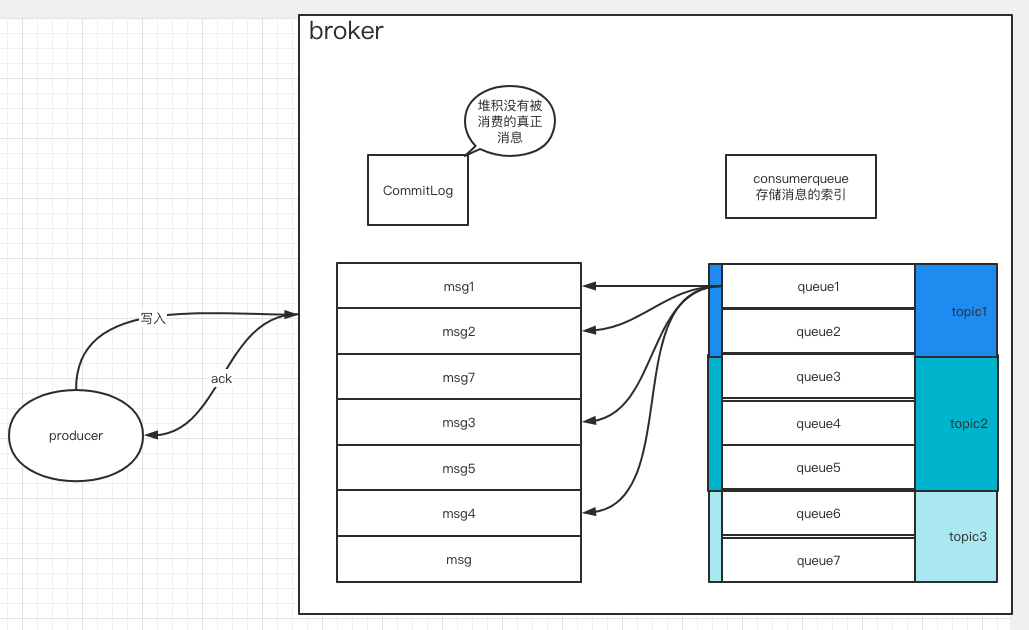 broker
堆积没有被
消费的真正
消息
CommitLog
consumerqueue
存储消息的索引
msg1
msg2
msg7
msg3
msg5
msg4
msg
queue1
queue2
queue3
queue4
queue5
queue6
queue7
topic1
topic2
topic3
写入
ack
producer